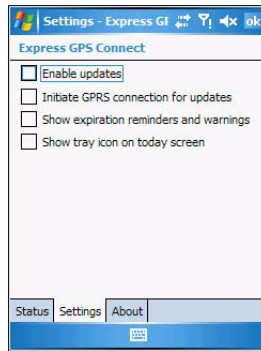 Settings - Express GF
ok
Express GPS Connect
Enable updates
Initiate GPRS connection for updates
Show expiration reminders and warnings
Show tray icon on today screen
Status Settings About